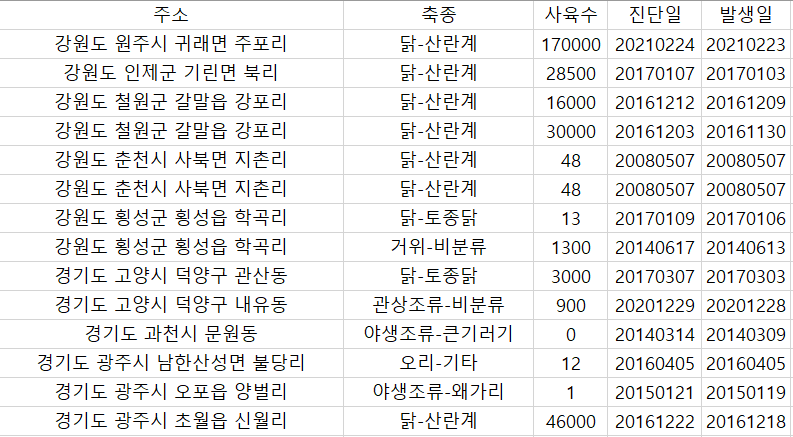 주소 축종 사육수 진단일 발생일
강원도 원주시 귀래면 주포리 닭-산란계 170000 20210224 20210223
강원도 인제군 기린면 북리 닭-산란계 28500 20170107 20170103
강원도 철원군 갈말읍 강포리 닭-산란계 16000 20161212 20161209
강원도 철원군 갈말읍 강포리 닭-산란계 30000 20161203 20161130
강원도 춘천시 사북면 지촌리 닭-산란계 48 20080507 20080507
강원도 춘천시 사북면 지촌리 닭-산란계 48 20080507 20080507
강원도 횡성군 횡성읍 학곡리 닭-토종닭 13 20170109 20170106
강원도 횡성군 횡성읍 학곡리 거위-비분류 1300 20140617 20140613
경기도 고양시 덕양구 관산동 닭-토종닭 3000 20170307 20170303
경기도 고양시 덕양구 내유동 관상조류-비분류 900 20201229 20201228
경기도 과천시 문원동 야생조류-큰기러기 0 20140314 20140309
경기도 광주시 남한산성면 불당리 오리-기타 12 20160405 20160405
경기도 광주시 오포읍 양벌리 야생조류-왜가리 1 20150121 20150119
경기도 광주시 초월읍 신월리 닭-산란계 46000 20161222 20161218